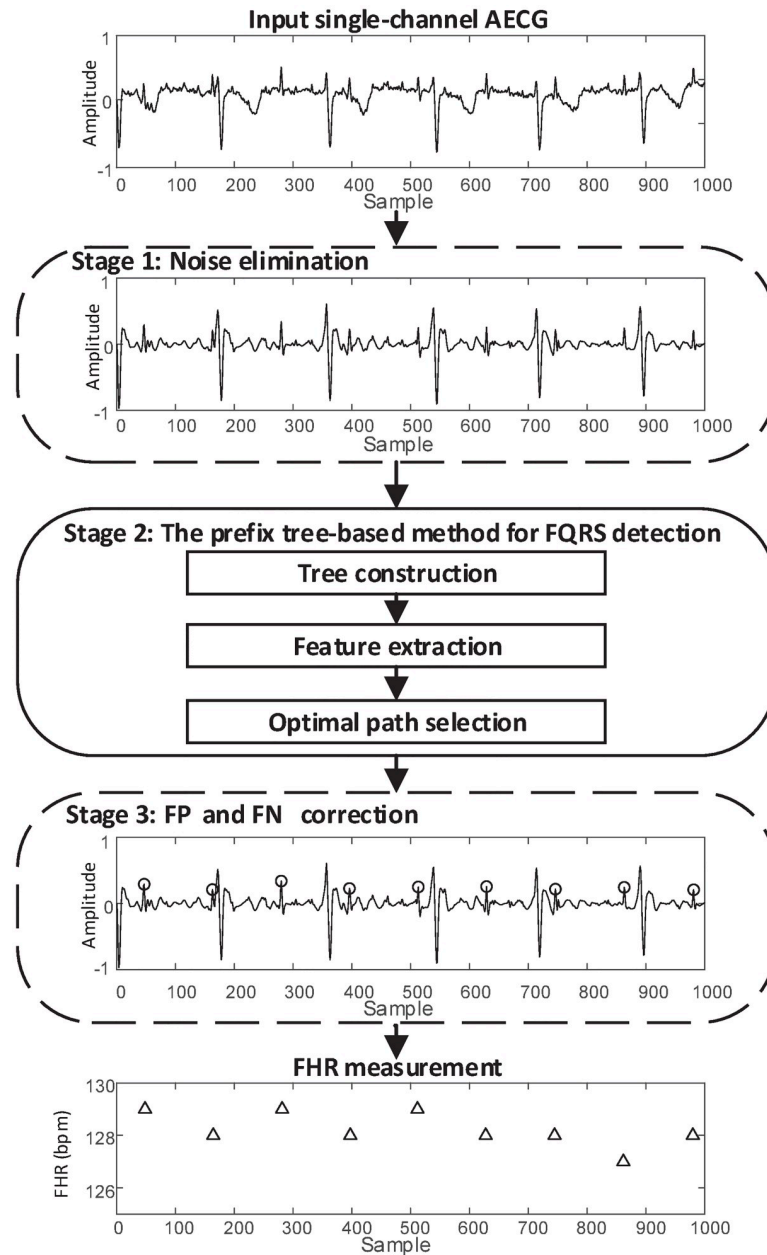 Input single-channel AECG
1
0
-1
Amplitude
0 100 200 300 400 500 600 700 800 900 1000
Sample
Stage 1: Noise elimination
1
0
-1
Amplitude
0 100 200 300 400 500 600 700 800 900 1000
Sample
Stage 2: The prefix tree-based method for FQRS detection
Tree construction
Feature extraction
Optimal path selection
Stage 3: FP and FN correction
1
0
-1
Amplitude
0 100 200 300 400 500 600 700 800 900 1000
Sample
FHR measurement
130
128
126
FHR (bpm)
0 100 200 300 400 500 600 700 800 900 1000
Sample